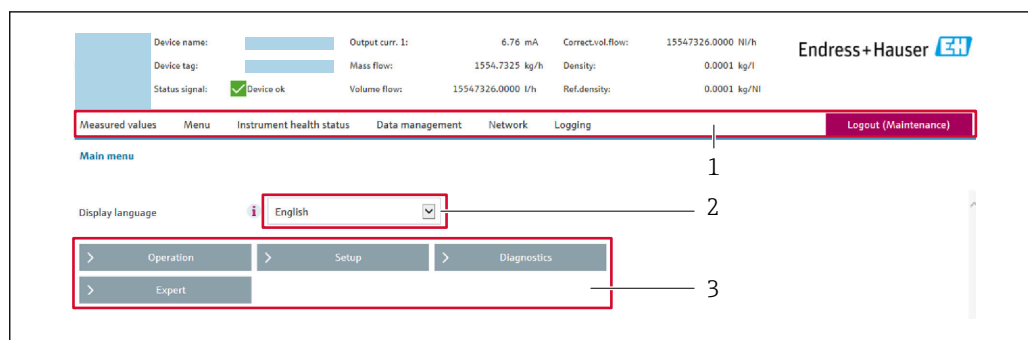 Device name: Output curr. 1: 6.76 mA Correct.vol.flow: 15547326.0000 Nl/h
Endress+Hauser EH
Device tag: Mass flow: 1554.7325 kg/h Density: 0.0001 kg/l
Status signal: Device ok Volume flow: 15547326.0000 l/h Ref.density: 0.0001 kg/Nl
Measured values Menu Instrument health status Data management Network Logging Logout (Maintenance)
1
Main menu
Display language i English 2
> Operation > Setup > Diagnostics
> Expert 3